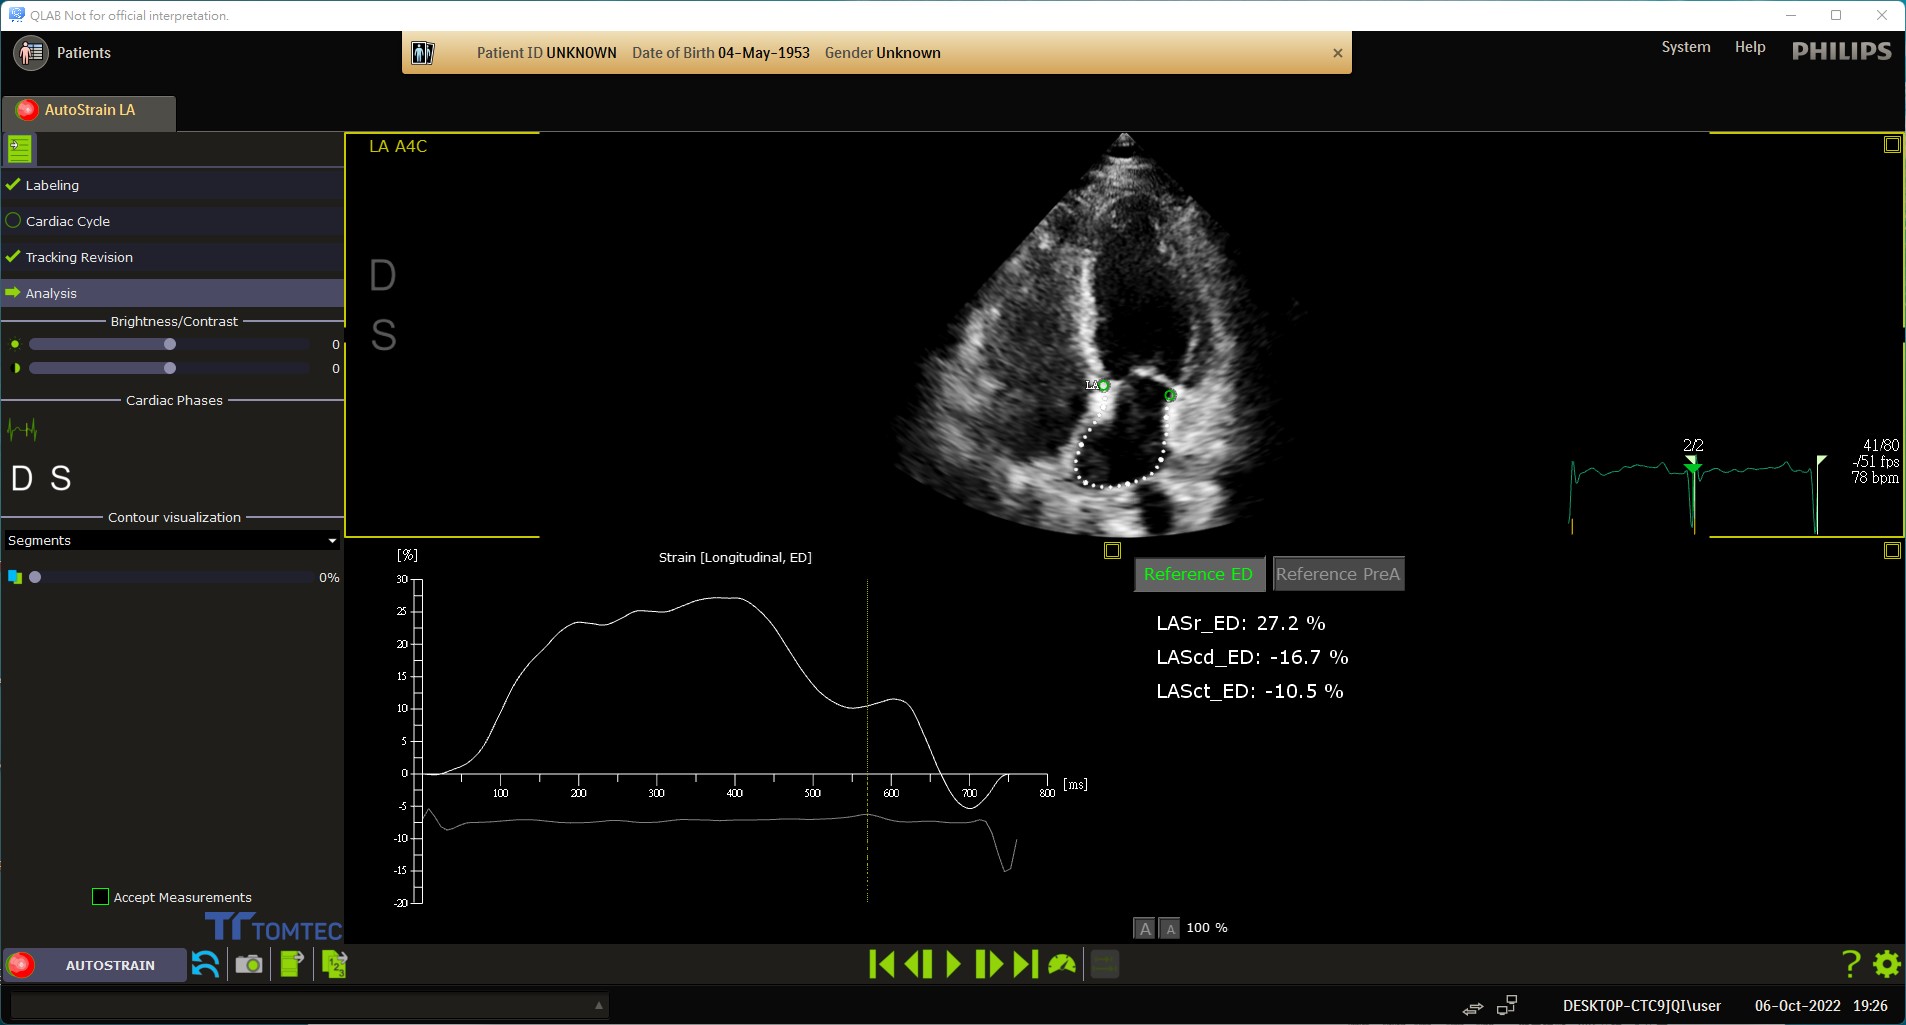 QLAB Not for official interpretation.
Patients
Patient ID UNKNOWN Date of Birth 04-May-1953 Gender Unknown
System Help PHILIPS
AutoStrain LA
Labeling
Cardiac Cycle
Tracking Revision
Analysis
Brightness/Contrast
0
0
Cardiac Phases
D S
Contour visualization
Segments
0%
Accept Measurements
TOMTEC
LA A4C
D
S
LA
2/2
41/80
-/51 fps
78 bpm
[%]
Strain [Longitudinal, ED]
30
25
20
15
10
5
0
-5
-10
-15
-20
100 200 300 400 500 600 700 800 [ms]
Reference ED Reference PreA
LASr_ED: 27.2 %
LAScd_ED: -16.7 %
LASct_ED: -10.5 %
A A 100 %
AUTOSTRAIN
123
?
DESKTOP-CTC9JQI\user 06-Oct-2022 19:26